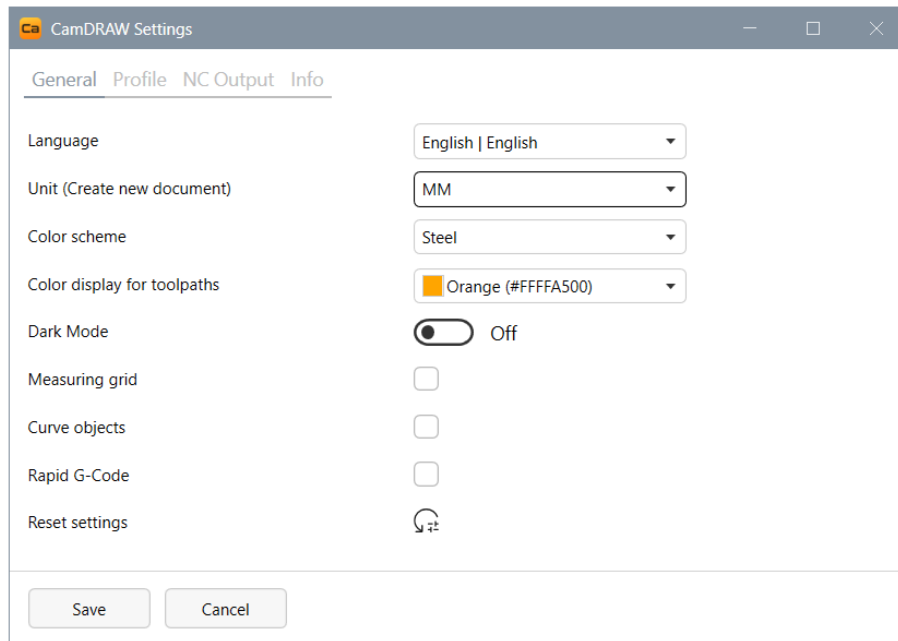 Ca CamDRAW Settings
General Profile NC Output Info
Language English | English
Unit (Create new document) MM
Color scheme Steel
Color display for toolpaths Orange (#FFFFA500)
Dark Mode Off
Measuring grid
Curve objects
Rapid G-Code
Reset settings
Save Cancel